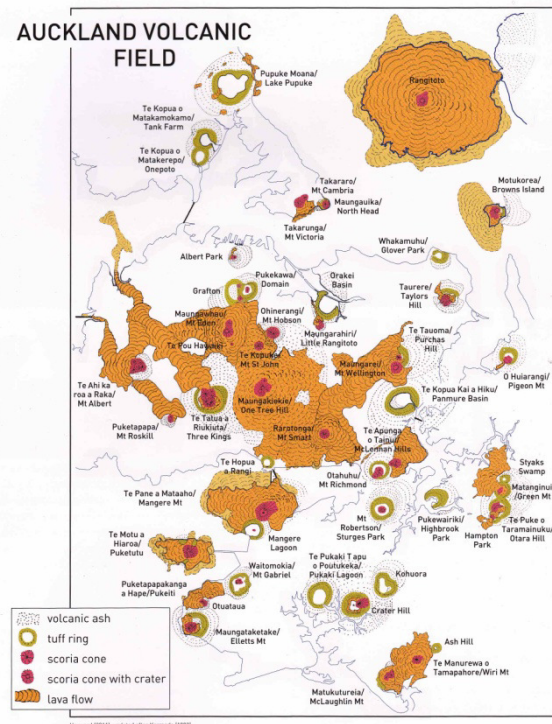 AUCKLAND VOLCANIC
FIELD
Pupuke Moana/
Lake Pupuke
Rangitoto
Te Kopua o
Matakamokamo/
Tank Farm
Te Kopua o
Matakerepo/
Onepoto
Takararo/
Mt Cambria
Maungauika/
North Head
Takarunga/
Mt Victoria
Motukorea/
Browns Island
Whakamuhu/
Glover Park
Albert Park
Pukekawa/
Domain
Orakei
Basin
Grafton
Taurere/
Taylors
Hill
Maungawhau/
Mt Eden
Ohinerangi/
Mt Hobson
Te Pou Hawaiki
Maungarahiri/
Little Rangitoto
Te Tauoma/
Purchas
Hill
Te Kopuke/
Mt St John
Maungarei/
Mt Wellington
O Huiarangi/
Pigeon Mt
Te Ahi ka
roa a Raka/
Mt Albert
Maungakiekie/
One Tree Hill
Te Kopua Kai a Hiku/
Panmure Basin
Puketapapa/
Mt Roskill
Te Tatua a
Riukiuta/
Three Kings
Rarotonga/
Mt Smart
Te Apunga
o Tainui/
McLennan Hills
Te Hopua
a Rangi
Otahuhu/
Mt Richmond
Styaks
Swamp
Matanginui/
Green Mt
Te Pane a Mataaho/
Mangere Mt
Mt
Robertson/
Sturges Park
Pukewairiki/
Highbrook
Park
Te Puke o
Taramainuku/
Otara Hill
Hampton
Park
Te Motu a
Hiaroa/
Puketutu
Mangere
Lagoon
Waitomokia/
Mt Gabriel
Te Pukaki Tapu
o Poutukeka/
Pukaki Lagoon
Kohuora
Puketapapakanga
a Hape/Pukeiti
Otuataua
Crater Hill
Maungataketake/
Elletts Mt
Ash Hill
Te Manurewa o
Tamapahore/Wiri Mt
Matukutureia/
McLaughlin Mt
volcanic ash
tuff ring
scoria cone
scoria cone with crater
lava flow